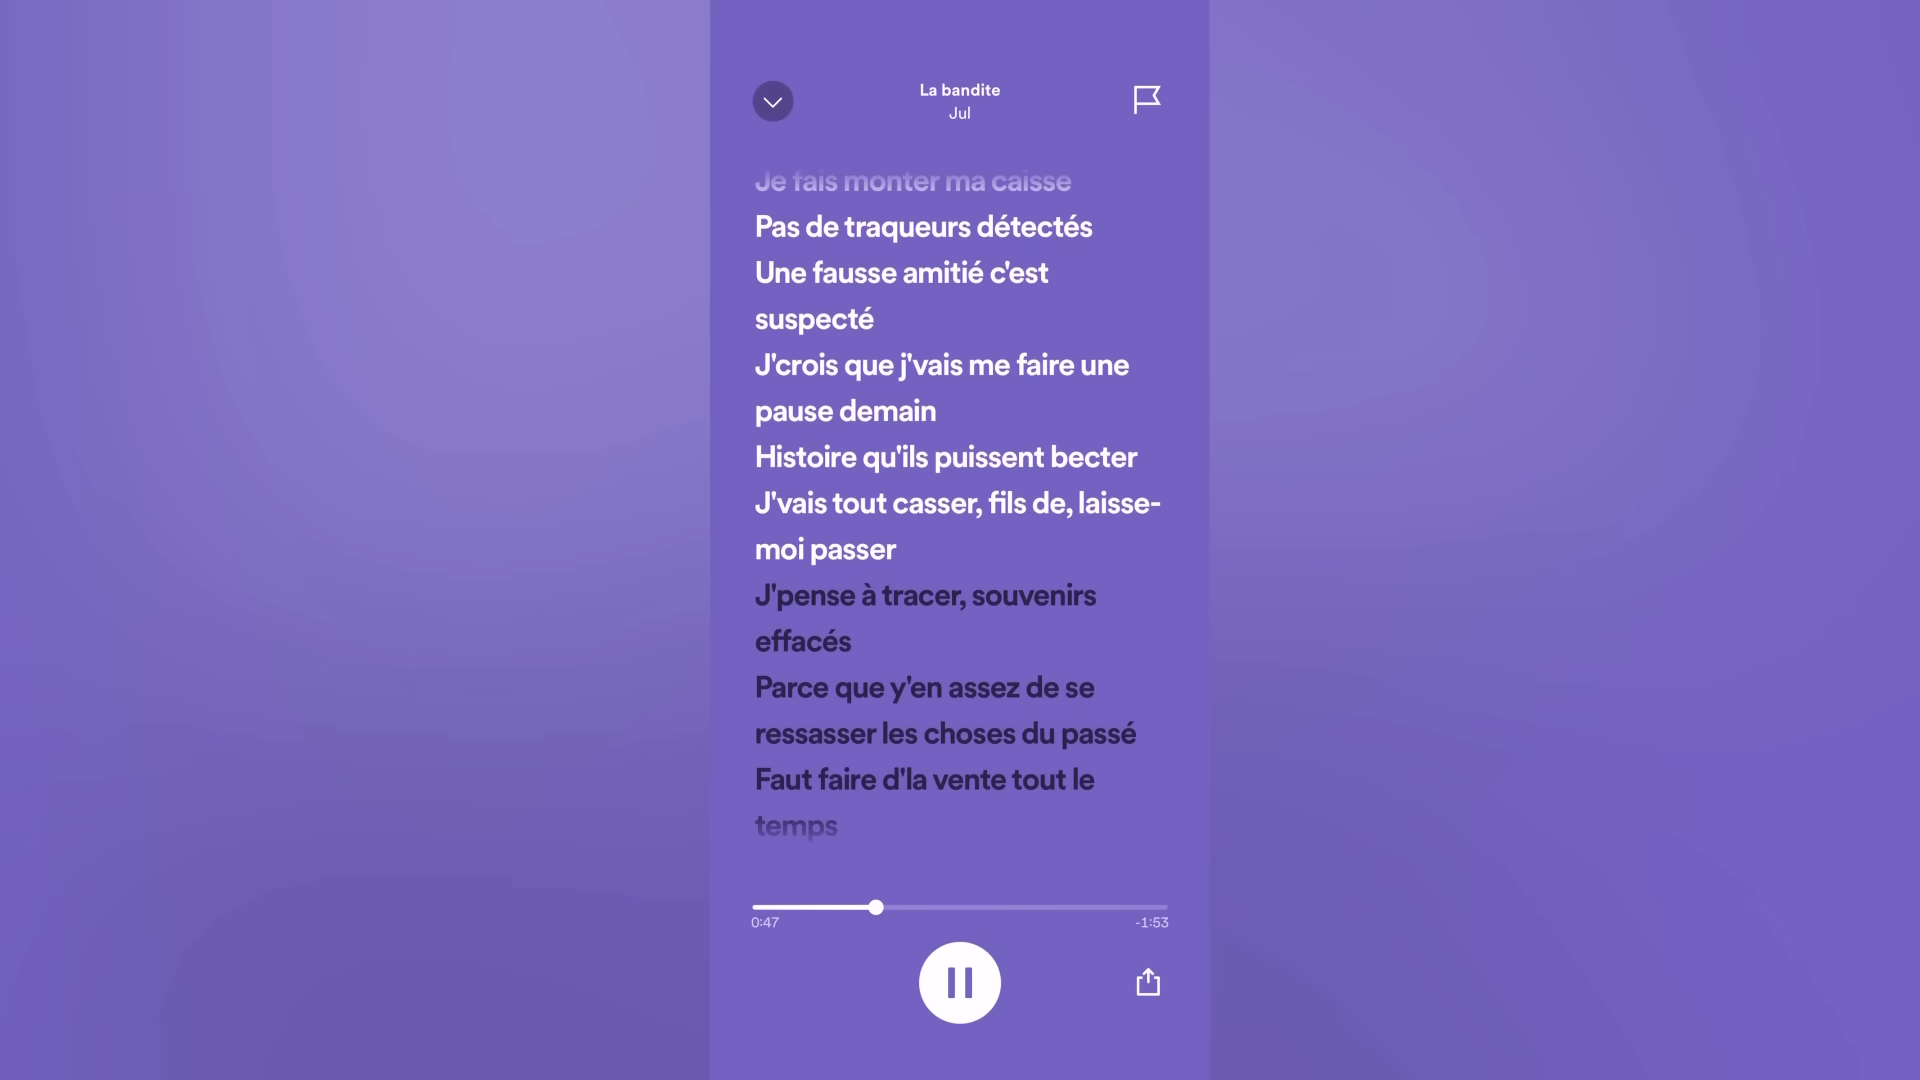 La bandite
Jul
Je fais monter ma caisse
Pas de traqueurs détectés
Une fausse amitié c'est
suspecté
J'crois que j'vais me faire une
pause demain
Histoire qu'ils puissent becter
J'vais tout casser, fils de, laisse-
moi passer
J'pense à tracer, souvenirs
effacés
Parce que y'en assez de se
ressasser les choses du passé
Faut faire d'la vente tout le
temps
0:47
-1:53